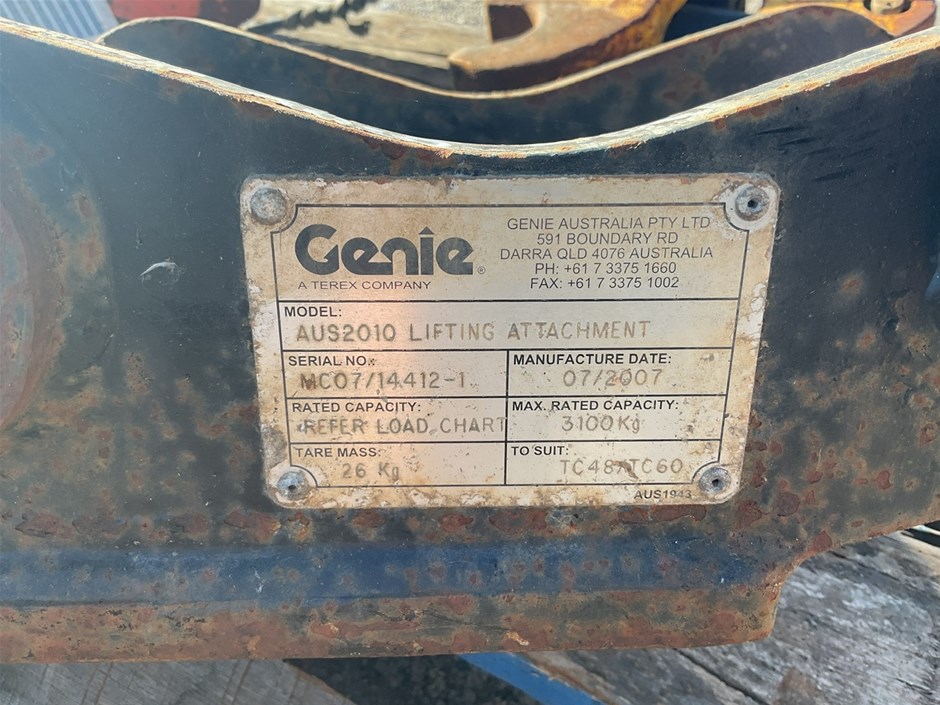 Genie®
A TEREX COMPANY
GENIE AUSTRALIA PTY LTD
591 BOUNDARY RD
DARRA QLD 4076 AUSTRALIA
PH: +61 7 3375 1660
FAX: +61 7 3375 1002
MODEL:
AUS2010 LIFTING ATTACHMENT
SERIAL NO.:
MC07/14412-1
MANUFACTURE DATE:
07/2007
RATED CAPACITY:
REFER LOAD CHART
MAX. RATED CAPACITY:
3100Kg
TARE MASS:
26 Kg
TO SUIT:
TC48/TC60
AUS1943